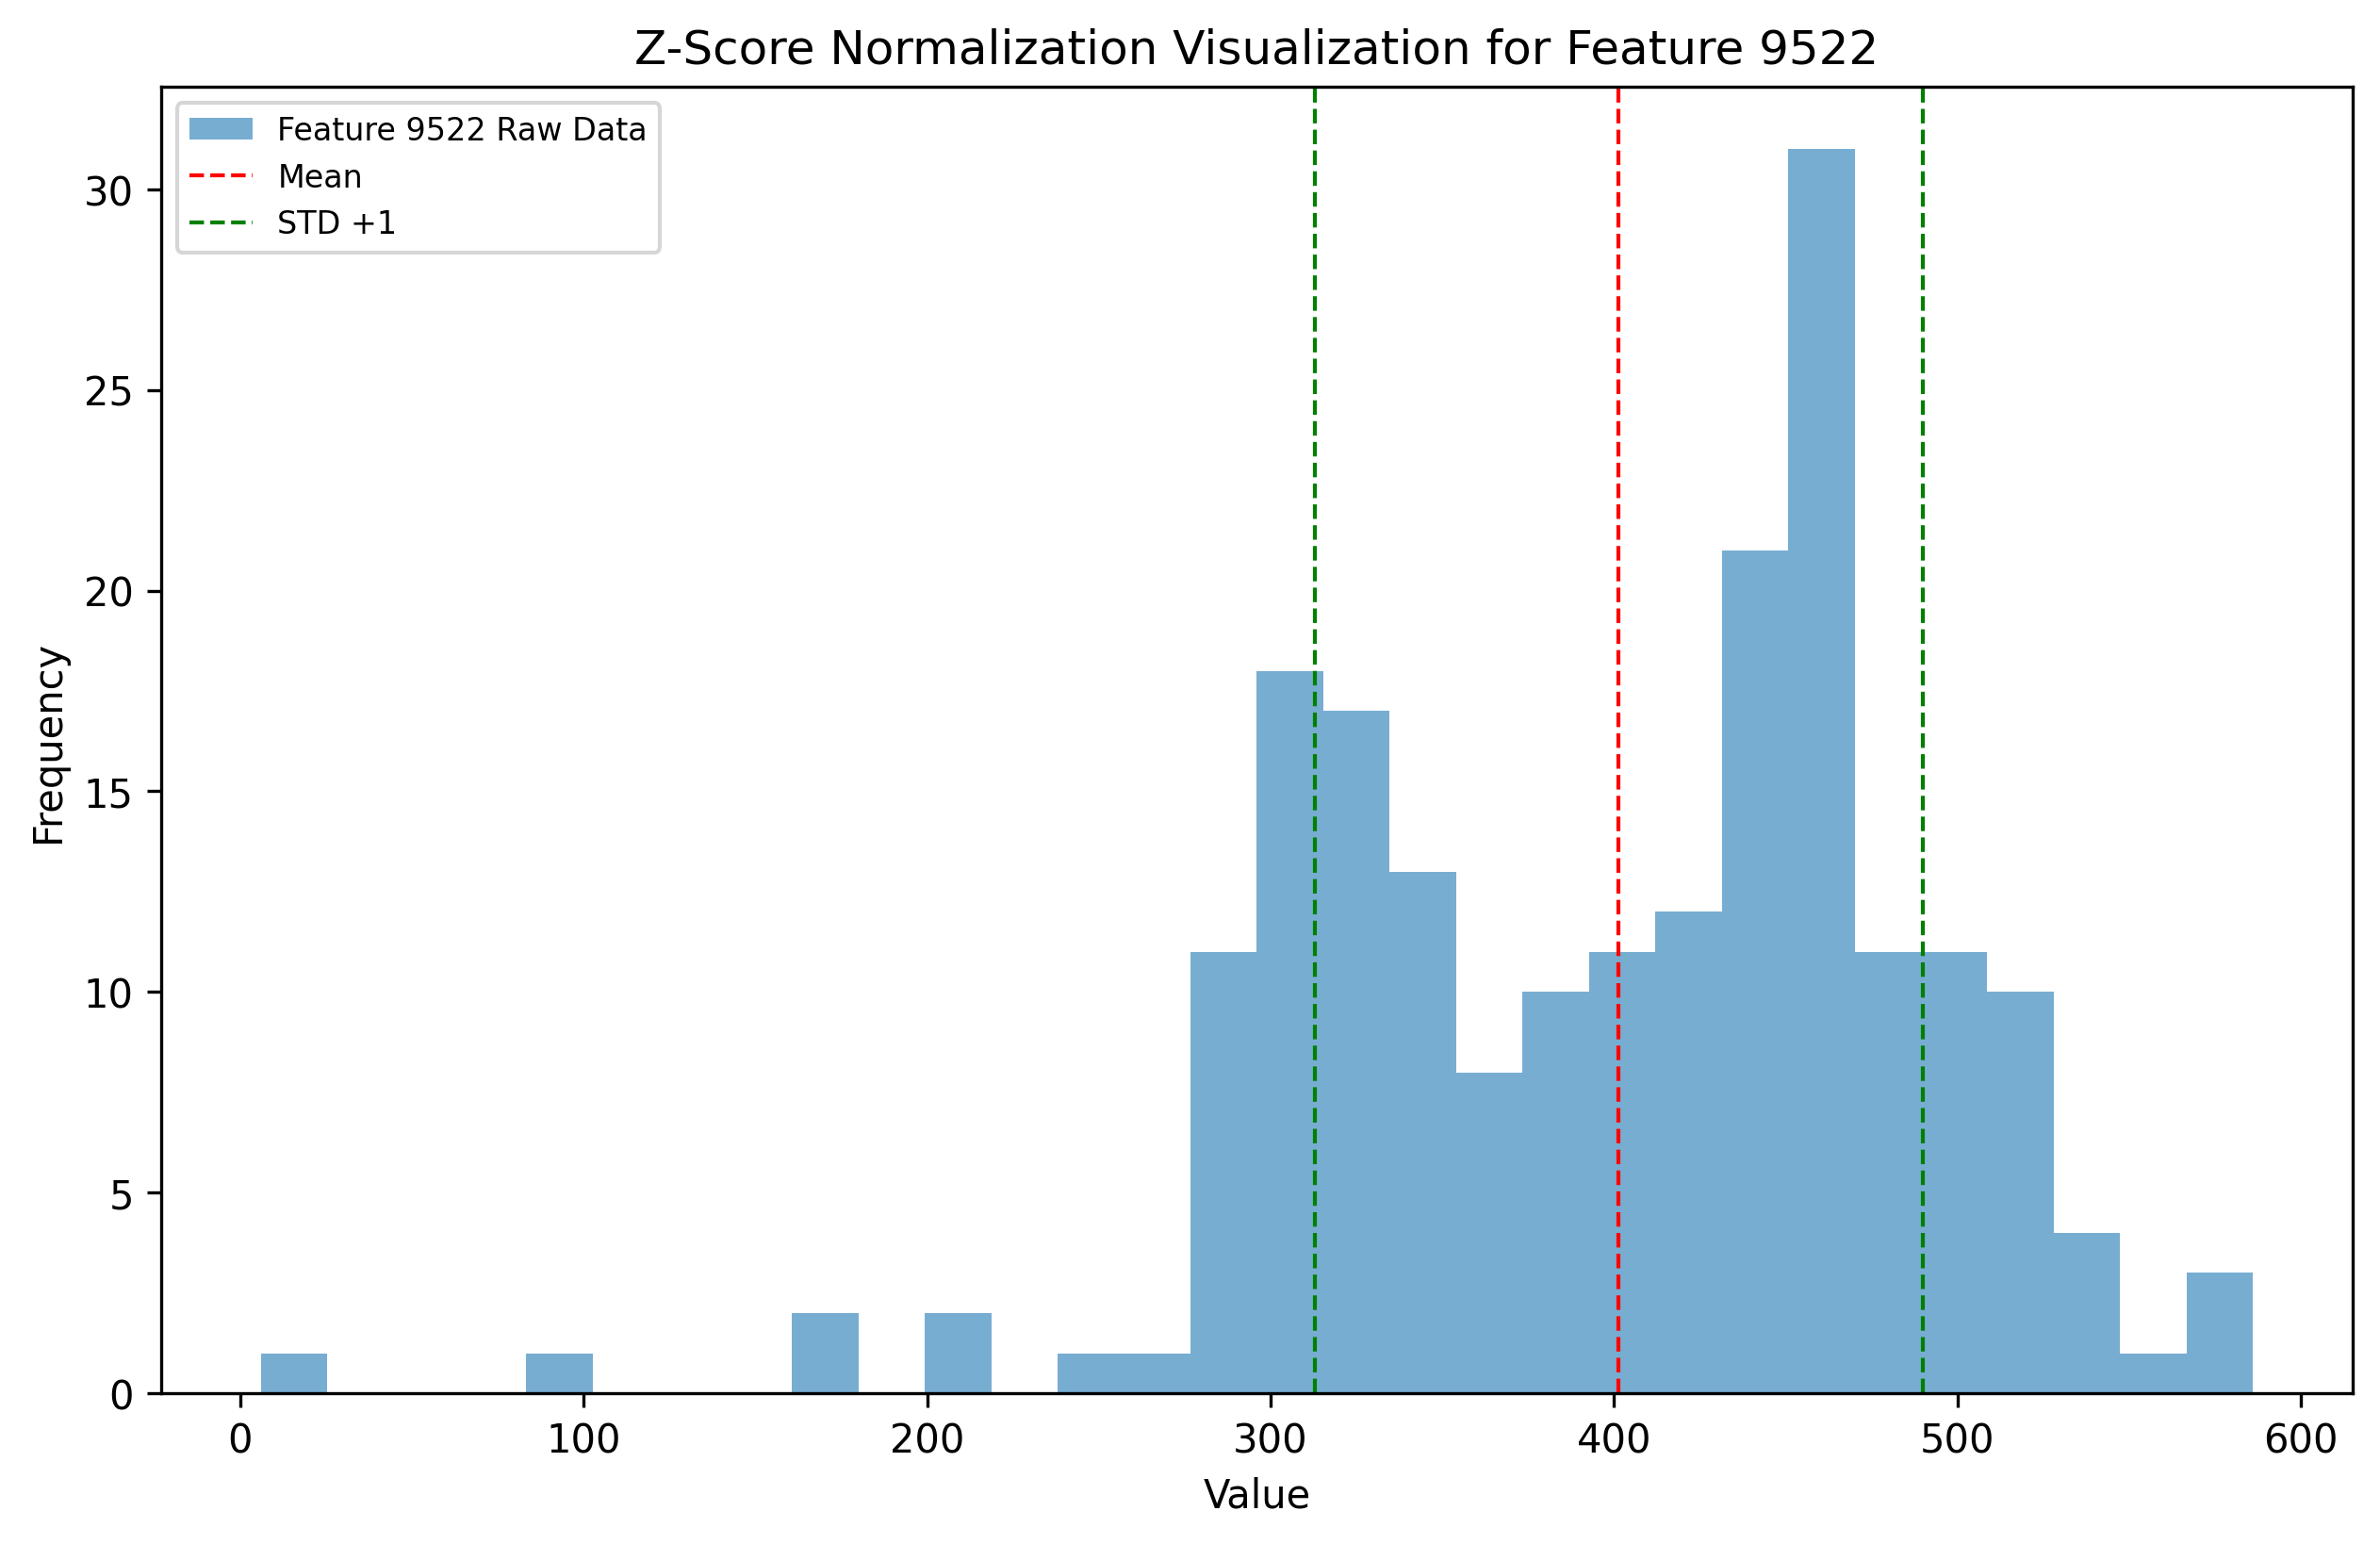 Z-Score Normalization Visualization for Feature 9522
Feature 9522 Raw Data
Mean
STD +1
30
25
20
15
10
5
0
Frequency
0 100 200 300 400 500 600
Value